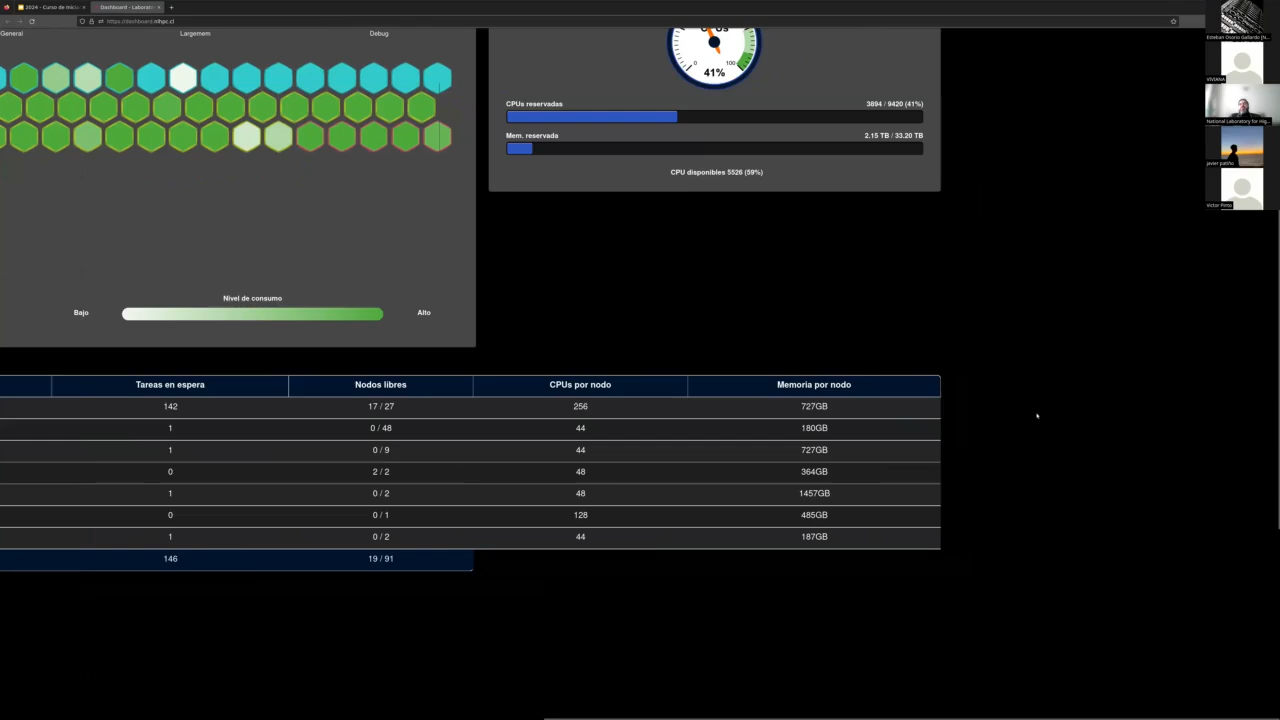 2024 - Curso de Inicia
Dashboard - Laborato
https://dashboard.nlhpc.cl
General
Largemem
Debug
CPUs
0
100
41%
CPUs reservadas
3894 / 9420 (41%)
Mem. reservada
2.15 TB / 33.20 TB
CPU disponibles 5526 (59%)
Nivel de consumo
Bajo
Alto
Tareas en espera
Nodos libres
CPUs por nodo
Memoria por nodo
142
17 / 27
256
727GB
1
0 / 48
44
180GB
1
0 / 9
44
727GB
0
2 / 2
48
364GB
1
0 / 2
48
1457GB
0
0 / 1
128
485GB
1
0 / 2
44
187GB
146
19 / 91
Esteban Osorio Gallardo [N...
VIVIANA
National Laboratory for Hig...
javier patiño
Victor Pinto